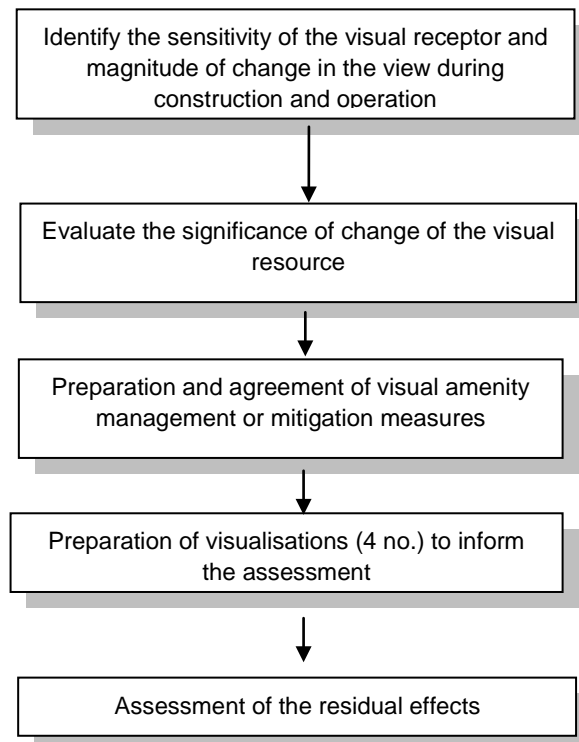 Identify the sensitivity of the visual receptor and
magnitude of change in the view during
construction and operation
Evaluate the significance of change of the visual
resource
Preparation and agreement of visual amenity
management or mitigation measures
Preparation of visualisations (4 no.) to inform
the assessment
Assessment of the residual effects